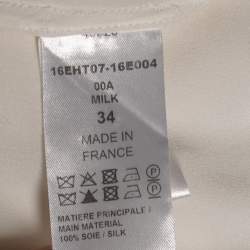 16EHT07-16E004
00A
MILK
34
MADE IN
FRANCE
MATIERE PRINCIPALE /
MAIN MATERIAL
100% SOIE / SILK